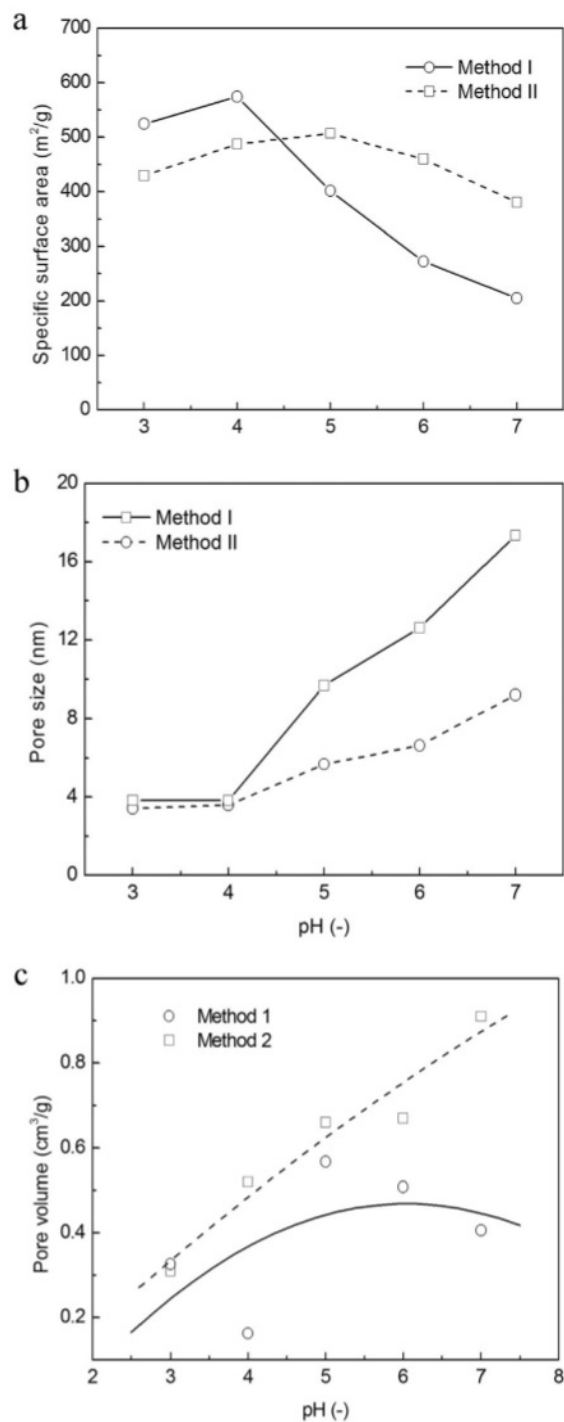 a
700
600
500
400
300
200
100
0
Specific surface area (m²/g)
Method I
Method II
3 4 5 6 7
b
20
16
12
8
4
0
Pore size (nm)
Method I
Method II
3 4 5 6 7
pH (-)
c
1.0
0.8
0.6
0.4
0.2
Pore volume (cm³/g)
Method 1
Method 2
2 3 4 5 6 7 8
pH (-)